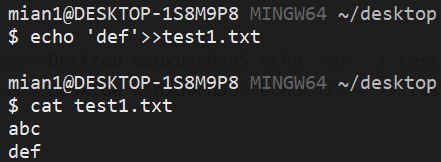 mian1@DESKTOP-1S8M9P8 MINGW64 ~/desktop
$ echo 'def'>>test1.txt
mian1@DESKTOP-1S8M9P8 MINGW64 ~/desktop
$ cat test1.txt
abc
def